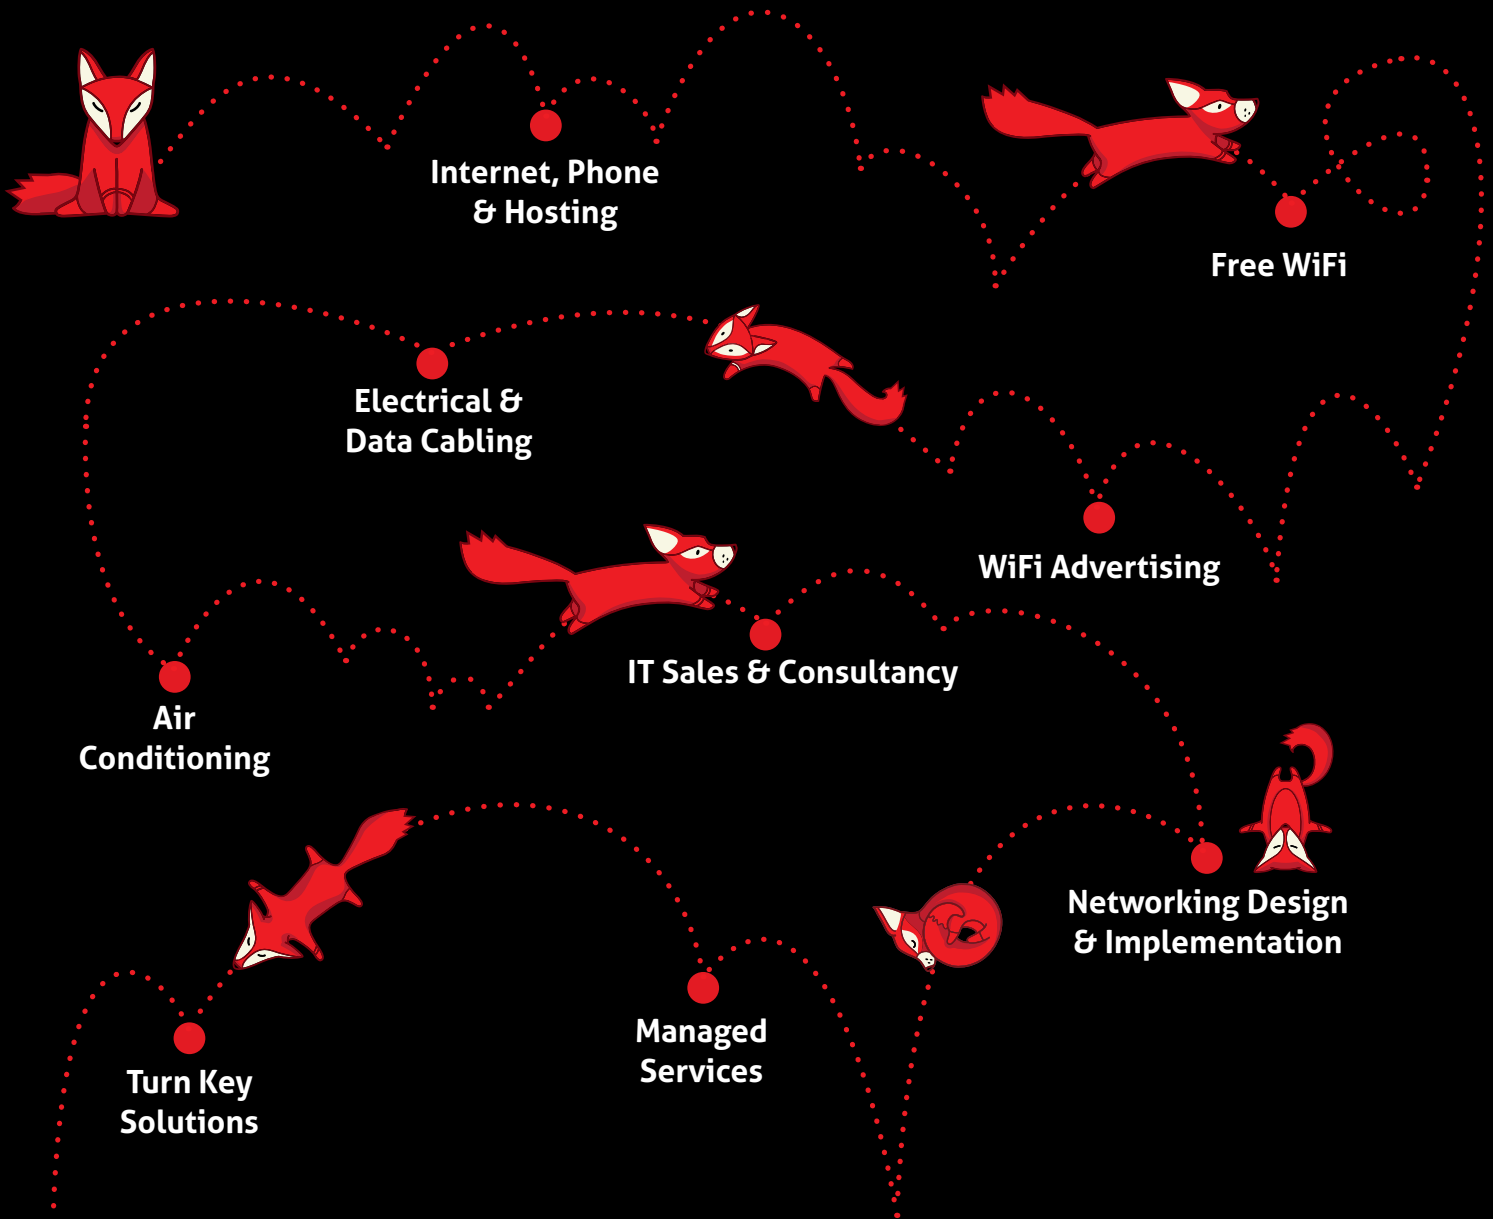 Internet, Phone
& Hosting
Free WiFi
Electrical &
Data Cabling
WiFi Advertising
IT Sales & Consultancy
Air
Conditioning
Networking Design
& Implementation
Managed
Services
Turn Key
Solutions